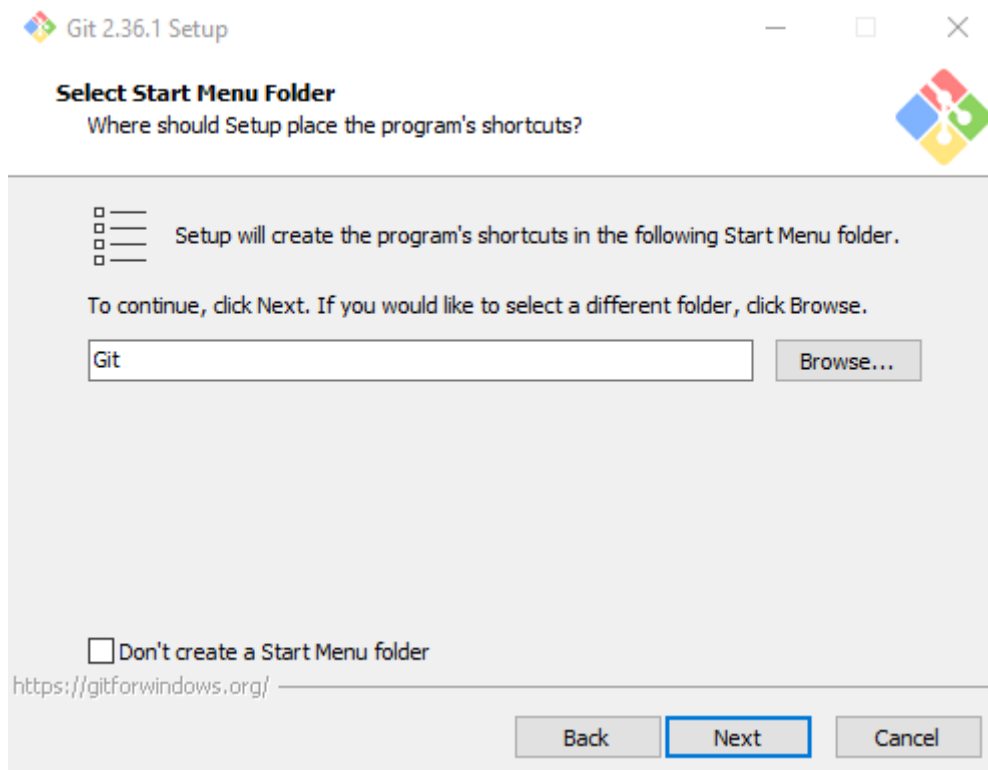 Git 2.36.1 Setup
Select Start Menu Folder
Where should Setup place the program's shortcuts?
Setup will create the program's shortcuts in the following Start Menu folder.
To continue, click Next. If you would like to select a different folder, click Browse.
Git
Browse...
Don't create a Start Menu folder
https://gitforwindows.org/
Back
Next
Cancel